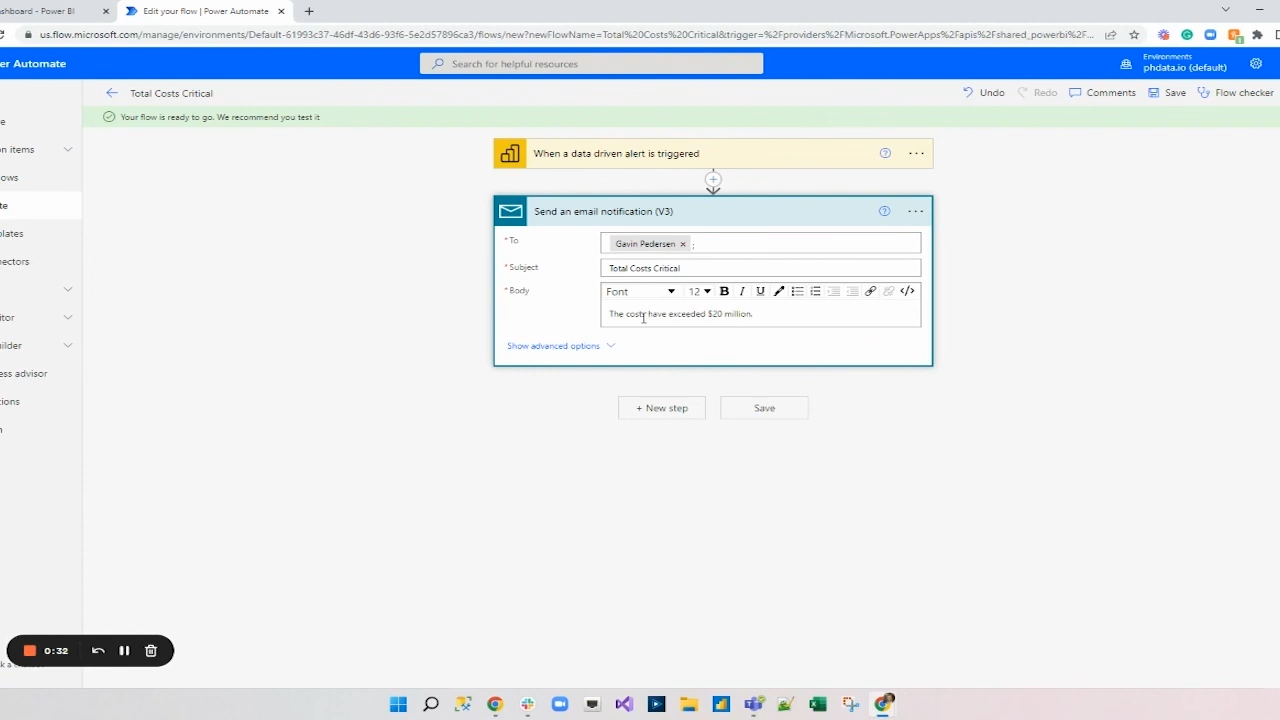 shboard - Power BI
Edit your flow | Power Automate
us.flow.microsoft.com/manage/environments/Default-61993c37-46df-43d6-93f6-5e2d57896ca3/flows/new?newFlowName=Total%20Costs%20Critical&trigger=%2Fproviders%2FMicrosoft.PowerApps%2Fapis%2Fshared_powerbi%2F...
er Automate
Search for helpful resources
Environments
phdata.io (default)
Total Costs Critical
Undo
Redo
Comments
Save
Flow checker
Your flow is ready to go. We recommend you test it
e
on items
ows
te
plates
nectors
itor
uilder
ess advisor
tions
n
When a data driven alert is triggered
Send an email notification (V3)
* To
Gavin Pedersen × ;
* Subject
Total Costs Critical
* Body
Font
12
B I U </>
The costs have exceeded $20 million.
Show advanced options
+ New step
Save
0:32